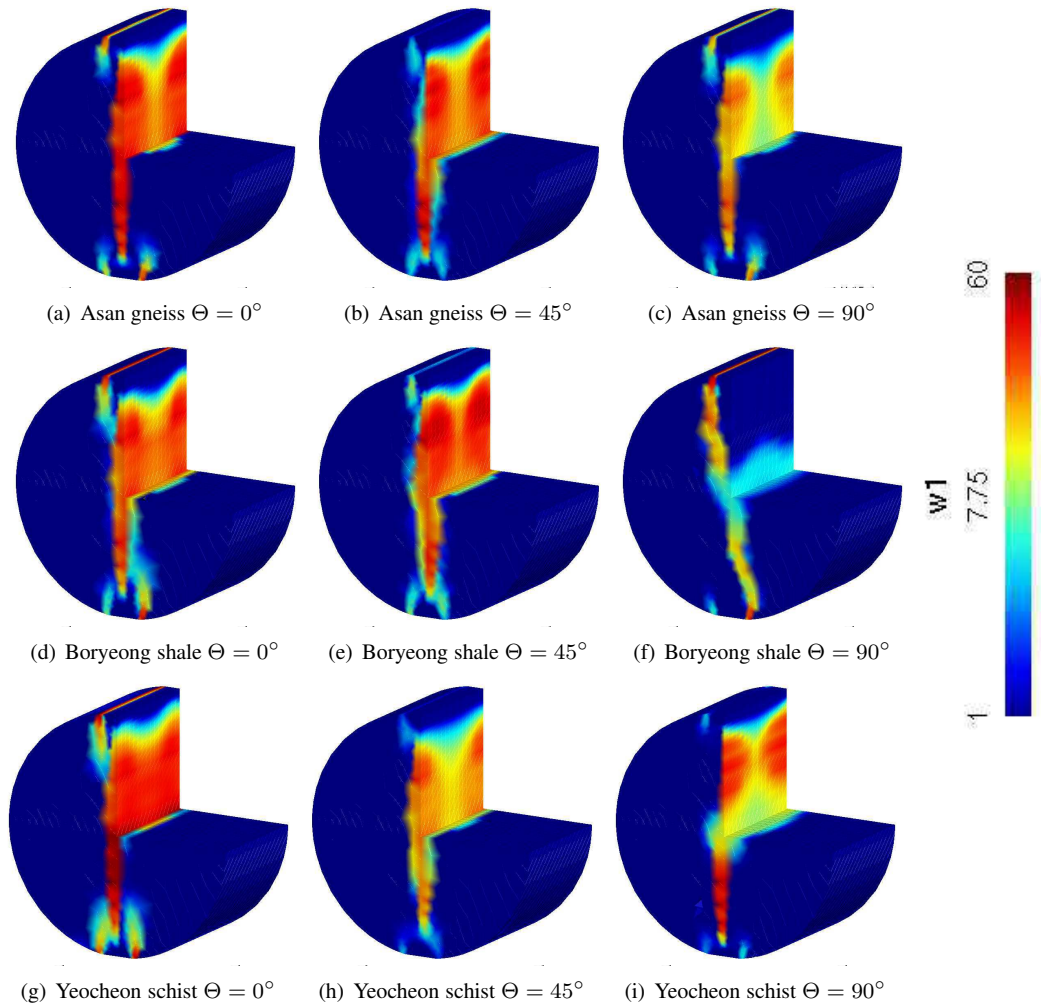 (a) Asan gneiss Θ = 0°
(b) Asan gneiss Θ = 45°
(c) Asan gneiss Θ = 90°
(d) Boryeong shale Θ = 0°
(e) Boryeong shale Θ = 45°
(f) Boryeong shale Θ = 90°
(g) Yeocheon schist Θ = 0°
(h) Yeocheon schist Θ = 45°
(i) Yeocheon schist Θ = 90°
w1
1
7.75
60